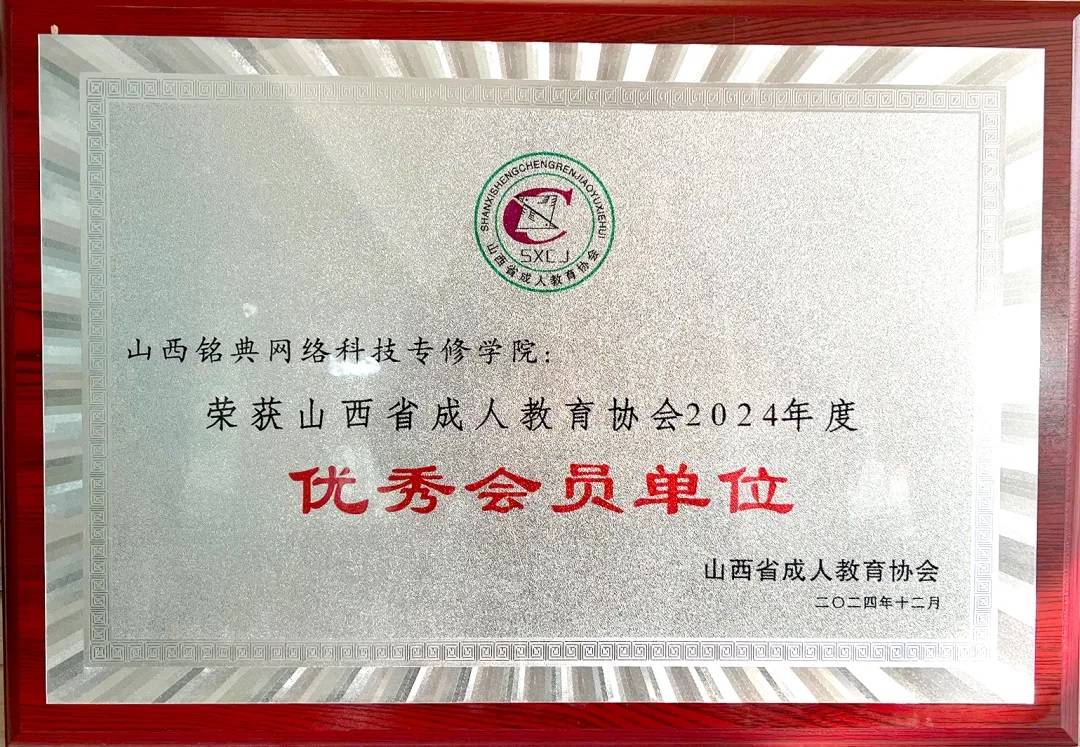 SHANXISHENGCHENGRENJIAOYUXIEHUI
SXCJ
山西省成人教育协会
山西铭典网络科技专修学院：
荣获山西省成人教育协会2024年度
优秀会员单位
山西省成人教育协会
二〇二四年十二月